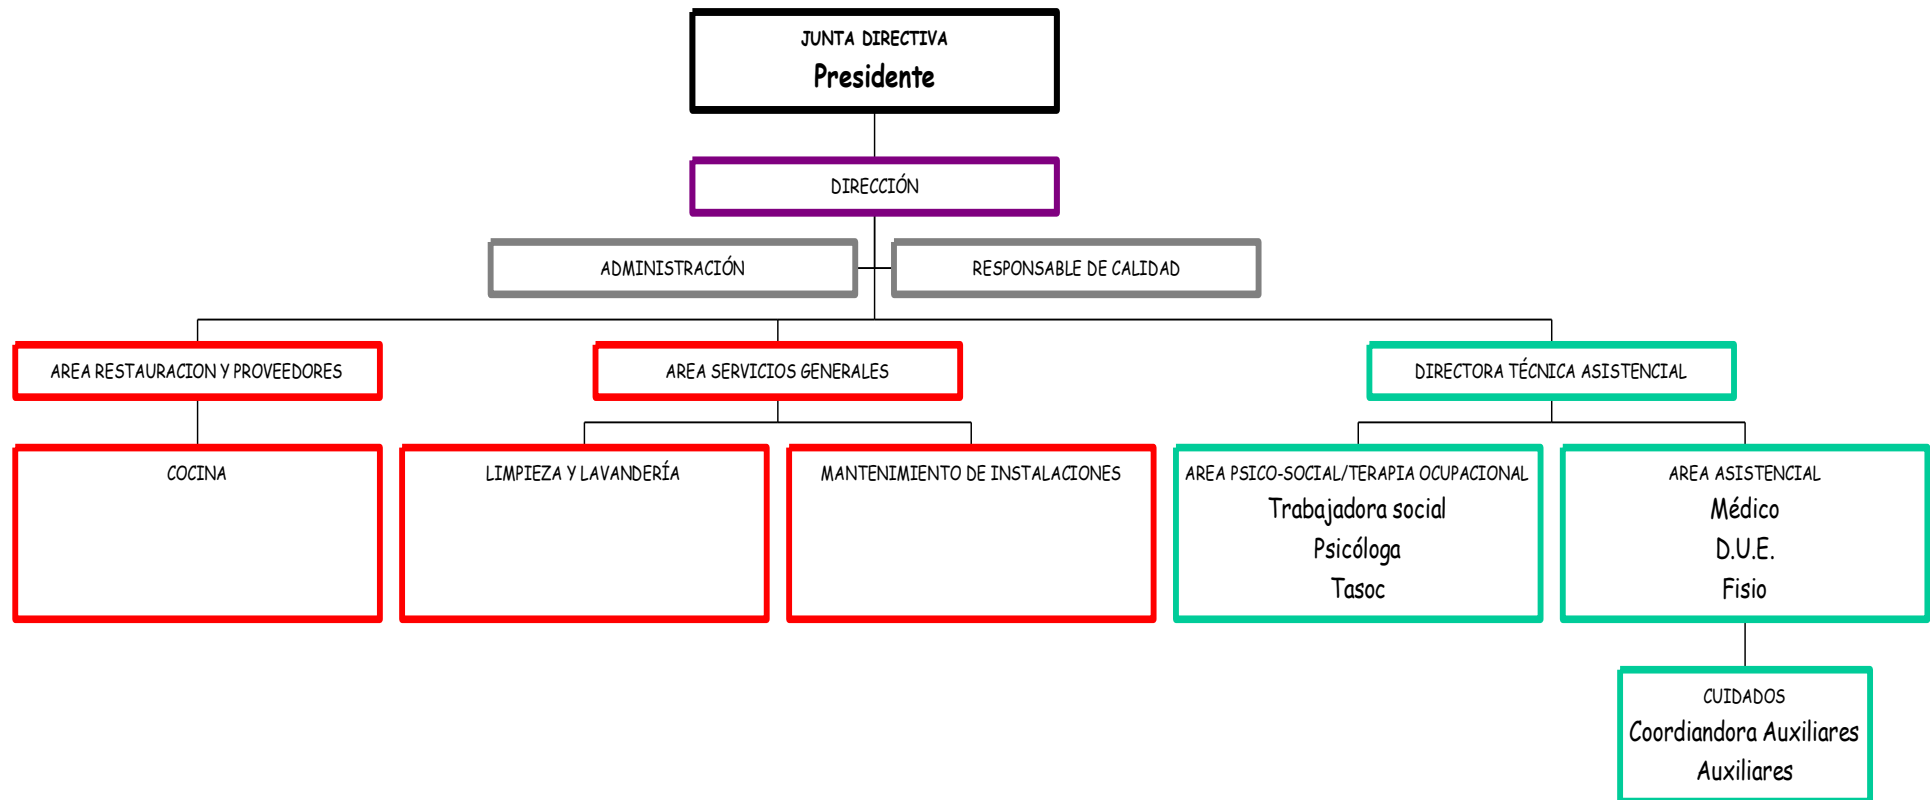 JUNTA DIRECTIVA
Presidente
DIRECCIÓN
ADMINISTRACIÓN
RESPONSABLE DE CALIDAD
AREA RESTAURACION Y PROVEEDORES
AREA SERVICIOS GENERALES
DIRECTORA TÉCNICA ASISTENCIAL
COCINA
LIMPIEZA Y LAVANDERÍA
MANTENIMIENTO DE INSTALACIONES
AREA PSICO-SOCIAL/TERAPIA OCUPACIONAL
Trabajadora social
Psicóloga
Tasoc
AREA ASISTENCIAL
Médico
D.U.E.
Fisio
CUIDADOS
Coordiandora Auxiliares
Auxiliares